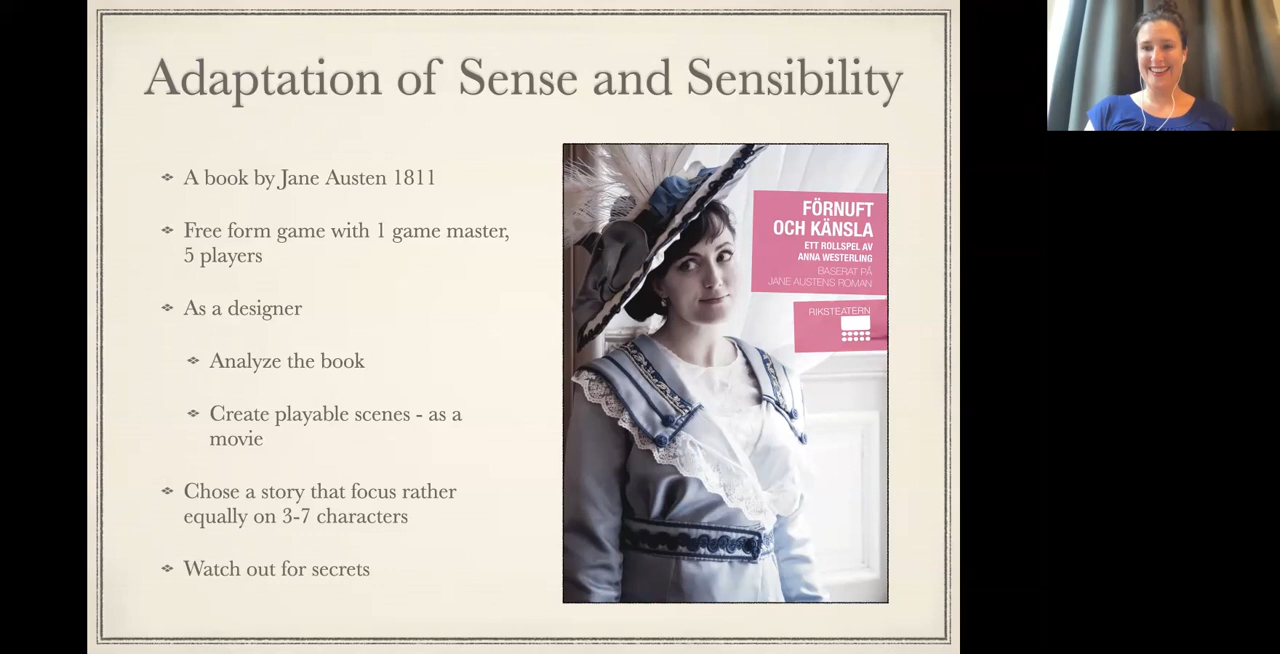 Adaptation of Sense and Sensibility
A book by Jane Austen 1811
Free form game with 1 game master,
5 players
As a designer
Analyze the book
Create playable scenes - as a
movie
Chose a story that focus rather
equally on 3-7 characters
Watch out for secrets
FÖRNUFT
OCH KÄNSLA
ETT ROLLSPEL AV
ANNA WESTERLING
BASERAT PÅ
JANE AUSTENS ROMAN
RIKSTEATERN